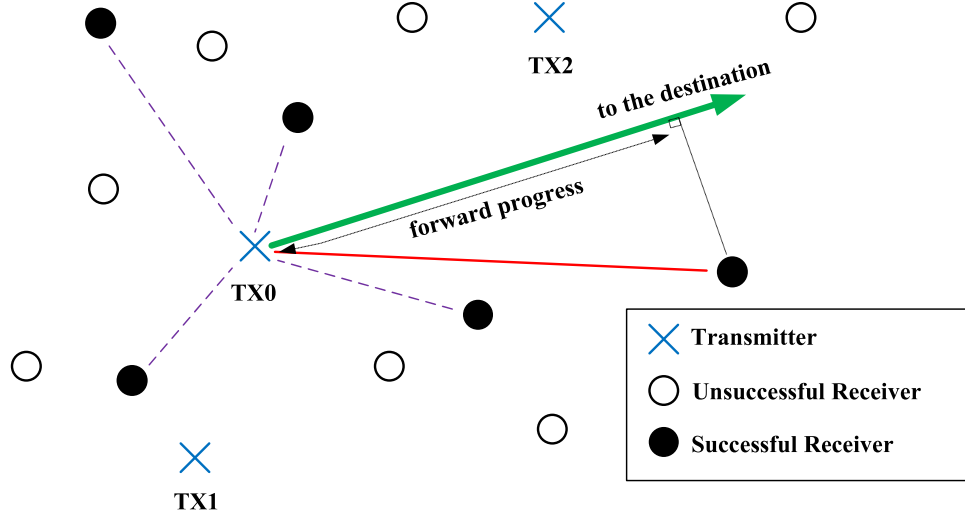 TX2
to the destination
forward progress
TX0
TX1
Transmitter
Unsuccessful Receiver
Successful Receiver